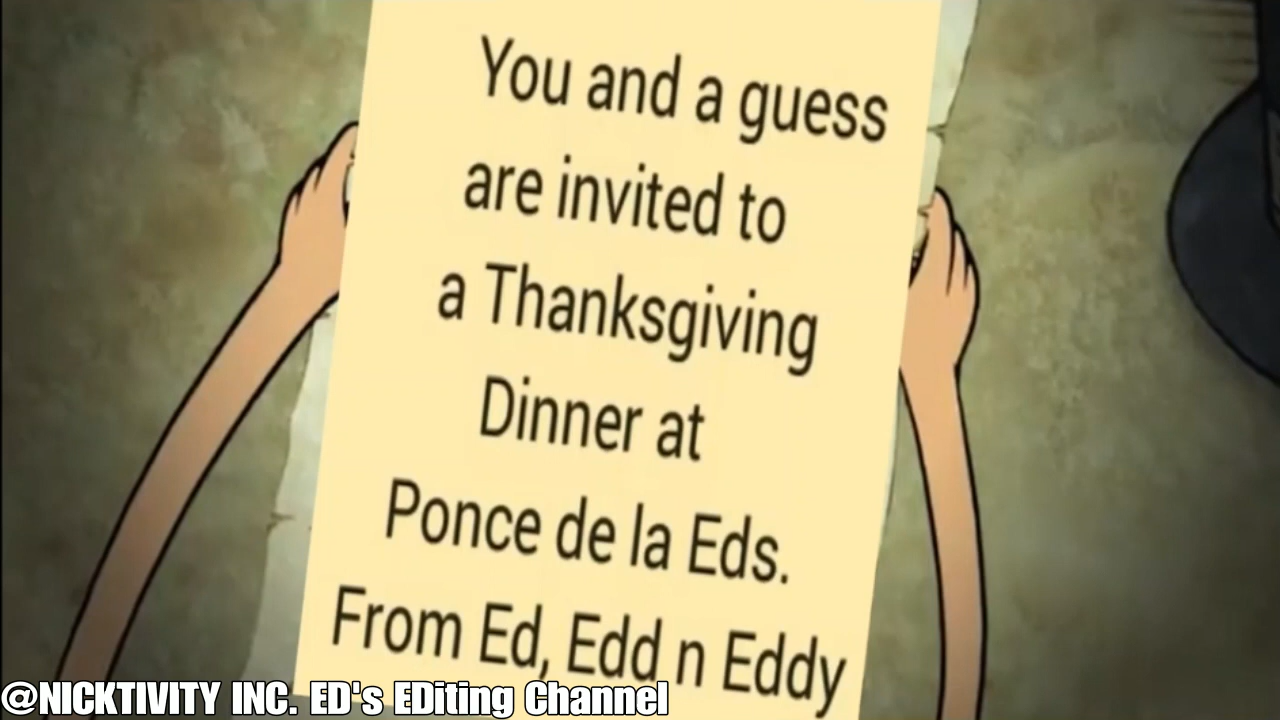 You and a guess
are invited to
a Thanksgiving
Dinner at
Ponce de la Eds.
From Ed, Edd n Eddy
@NICKTIVITY INC. ED's EDiting Channel